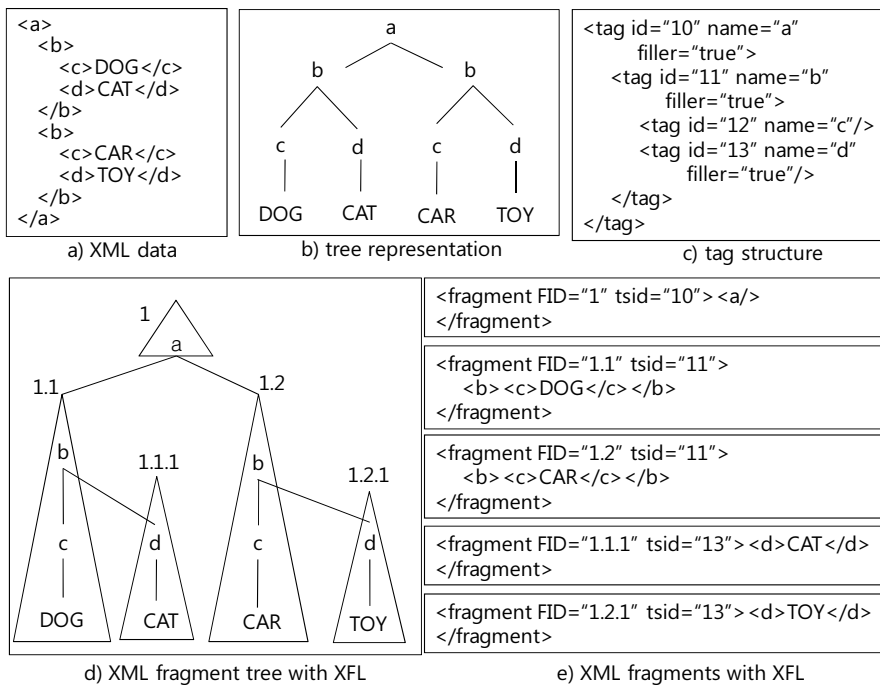 <a>
<b>
<c>DOG</c>
<d>CAT</d>
</b>
<b>
<c>CAR</c>
<d>TOY</d>
</b>
</a>
a) XML data
a
b b
c d c d
DOG CAT CAR TOY
b) tree representation
<tag id=“10” name=“a”
filler=“true”>
<tag id=“11” name=“b”
filler=“true”>
<tag id=“12” name=“c”/>
<tag id=“13” name=“d”
filler=“true”/>
</tag>
</tag>
c) tag structure
1
a
1.1 1.2
b 1.1.1 b 1.2.1
c d c d
DOG CAT CAR TOY
d) XML fragment tree with XFL
<fragment FID=“1” tsid=“10”><a/>
</fragment>
<fragment FID=“1.1” tsid=“11”>
<b><c>DOG</c></b>
</fragment>
<fragment FID=“1.2” tsid=“11”>
<b><c>CAR</c></b>
</fragment>
<fragment FID=“1.1.1” tsid=“13”><d>CAT</d>
</fragment>
<fragment FID=“1.2.1” tsid=“13”><d>TOY</d>
</fragment>
e) XML fragments with XFL